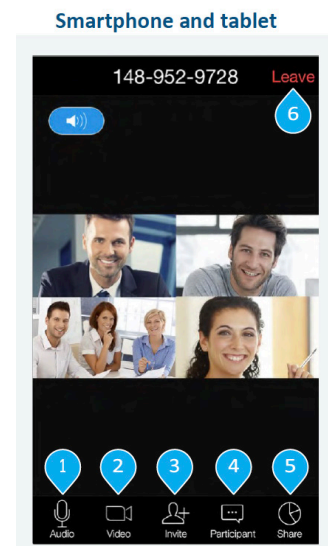 Smartphone and tablet
148-952-9728 Leave
6
1 2 3 4 5
Audio Video Invite Participant Share